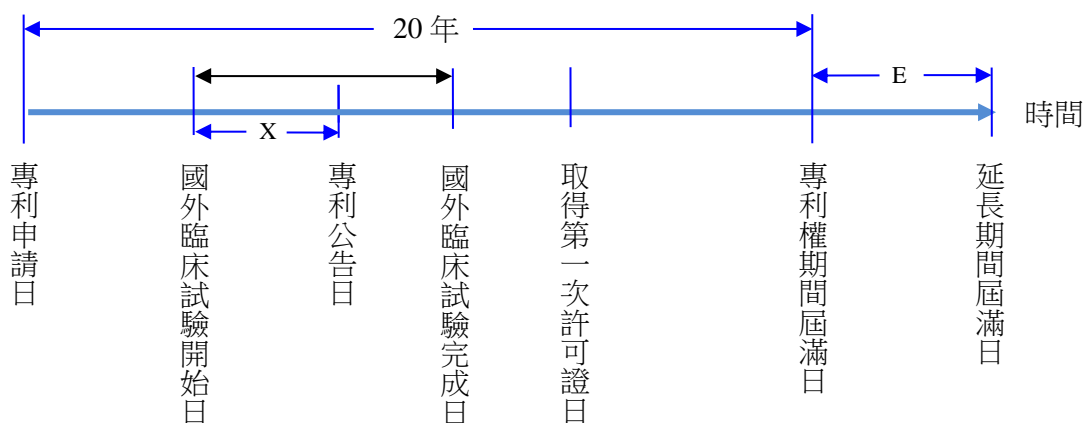 20 年
E
X
時間
專利申請日
國外臨床試驗開始日
專利公告日
國外臨床試驗完成日
取得第一次許可證日
專利權期間屆滿日
延長期間屆滿日